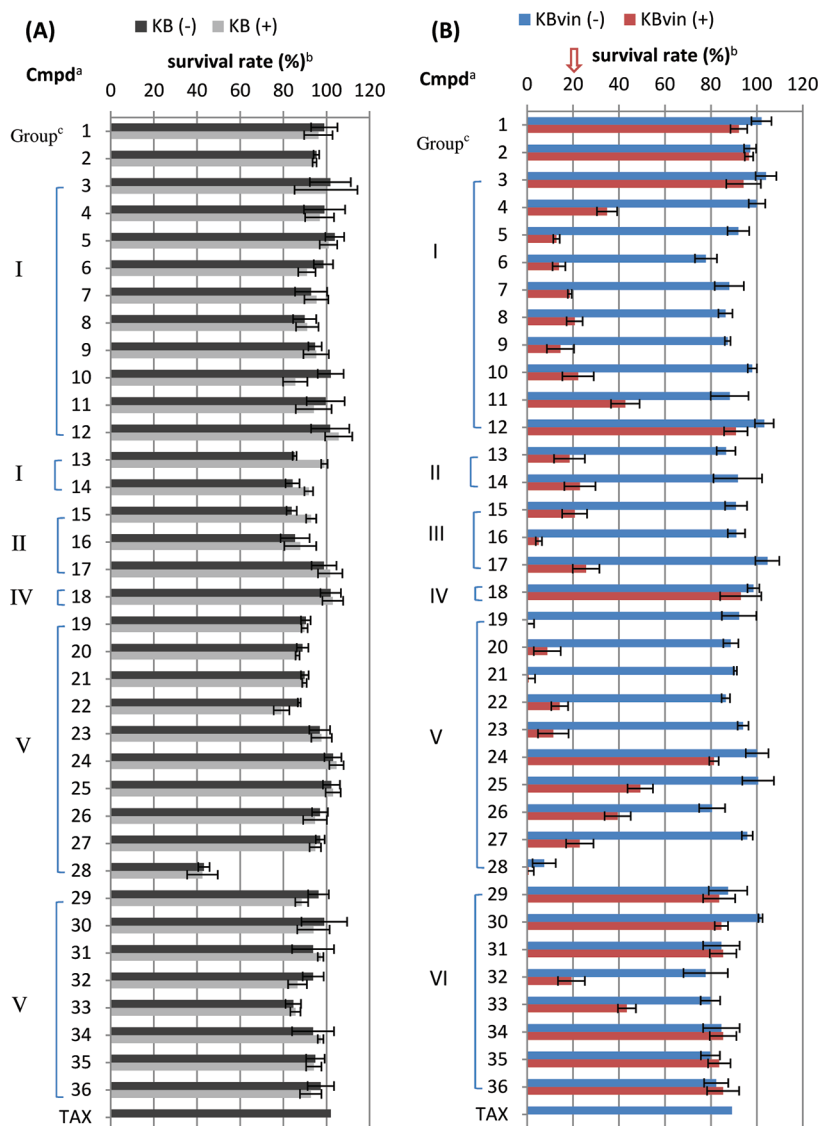 (A)
■ KB (-) ■ KB (+)
survival rate (%)ᵇ
Cmpdᵃ
0 20 40 60 80 100 120
Groupᶜ
1
2
3
4
5
I
6
7
8
9
10
11
12
I
13
14
15
II
16
17
IV
18
19
20
21
22
V
23
24
25
26
27
28
29
30
31
32
V
33
34
35
36
TAX
(B)
■ KBvin (-) ■ KBvin (+)
survival rate (%)ᵇ
Cmpdᵃ
0 20 40 60 80 100 120
Groupᶜ
1
2
3
4
5
I
6
7
8
9
10
11
12
13
II
14
15
III
16
17
IV
18
19
20
21
22
V
23
24
25
26
27
28
29
30
31
VI
32
33
34
35
36
TAX